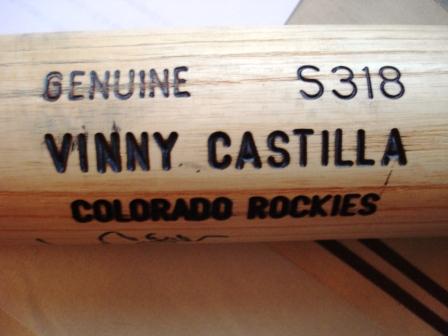 GENUINE S318
VINNY CASTILLA
COLORADO ROCKIES